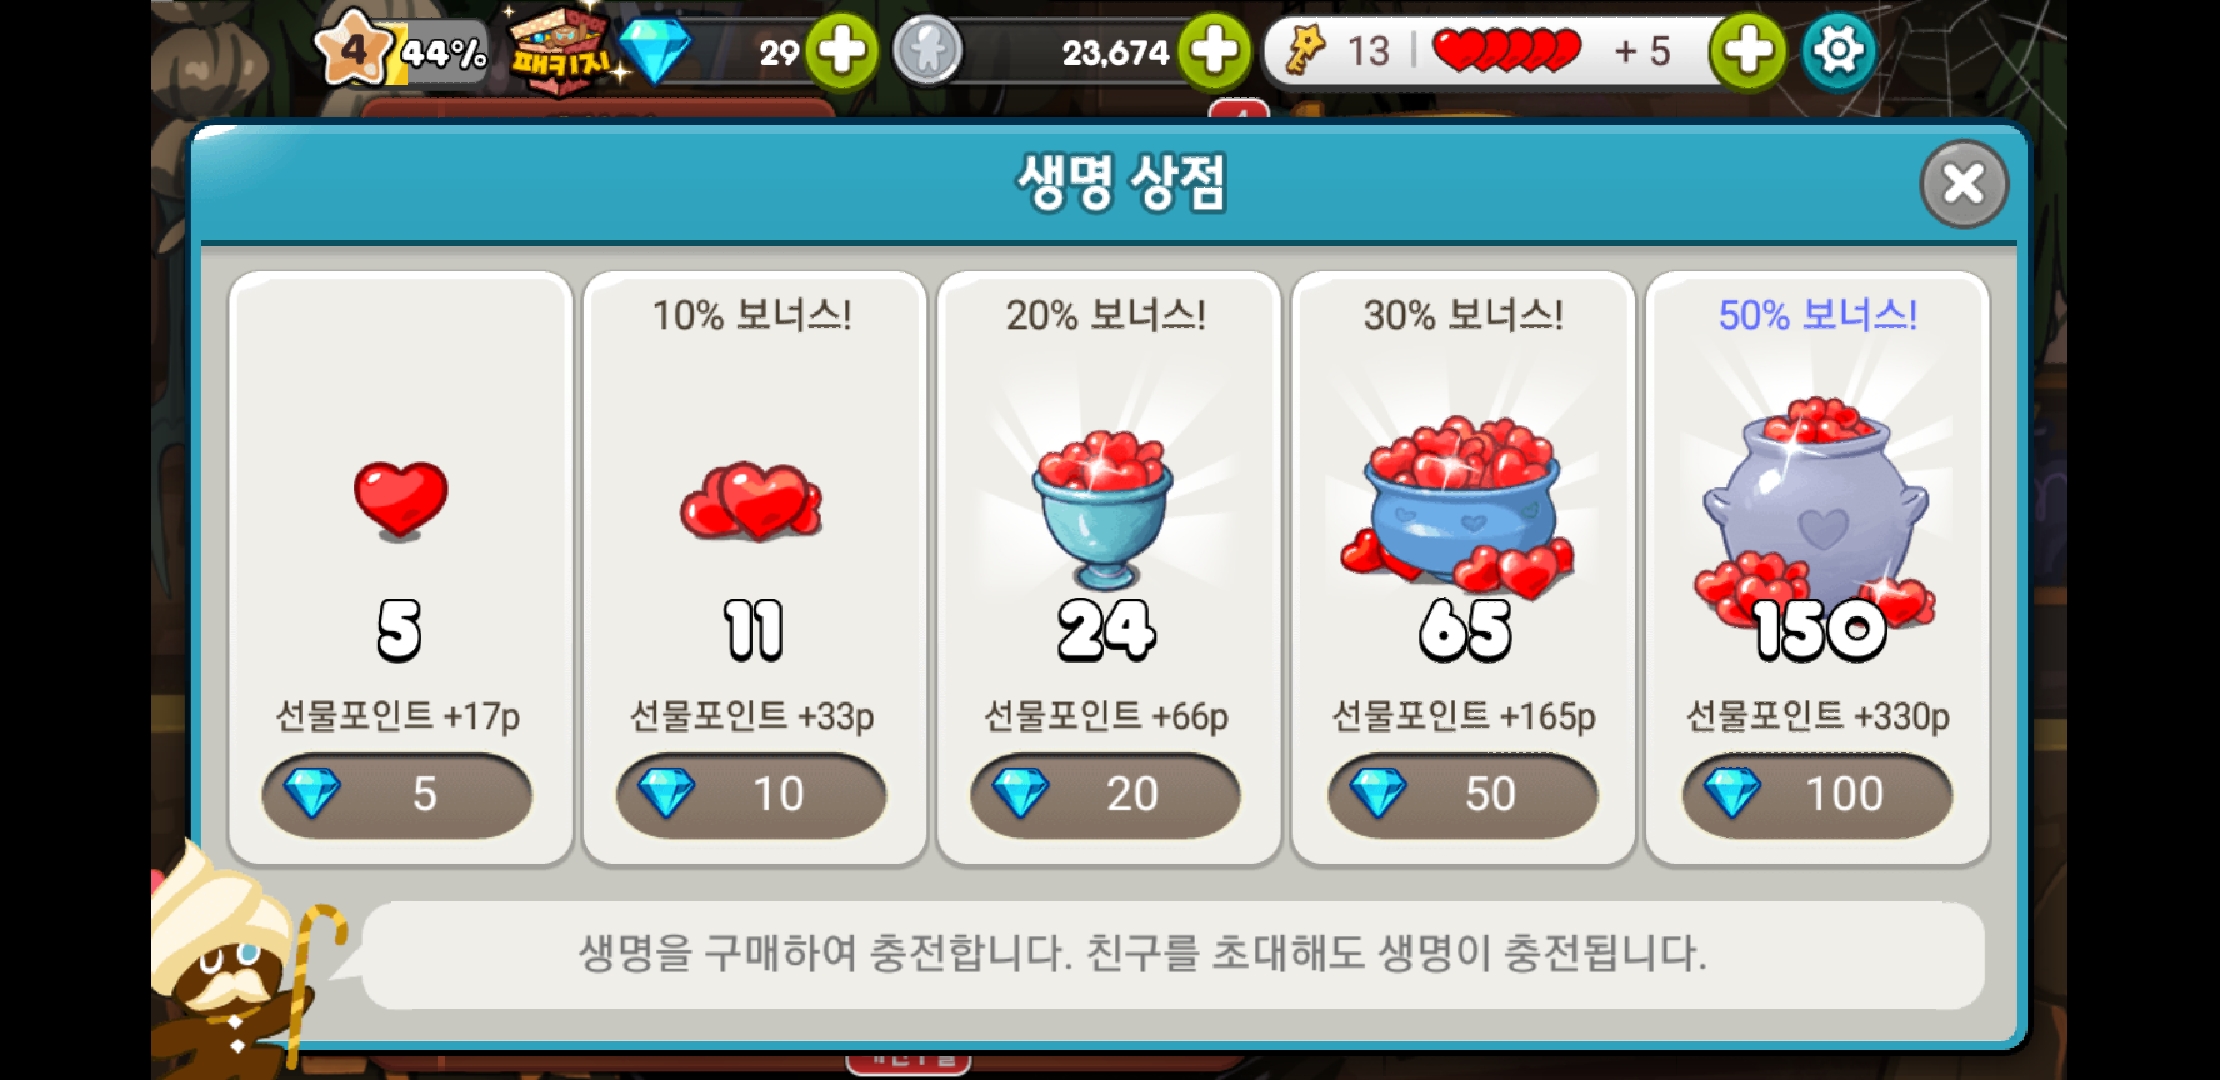 4 44% 패키지 29 23,674 13 | + 5
생명 상점
5
선물포인트 +17p
5
10% 보너스!
11
선물포인트 +33p
10
20% 보너스!
24
선물포인트 +66p
20
30% 보너스!
65
선물포인트 +165p
50
50% 보너스!
150
선물포인트 +330p
100
생명을 구매하여 충전합니다. 친구를 초대해도 생명이 충전됩니다.